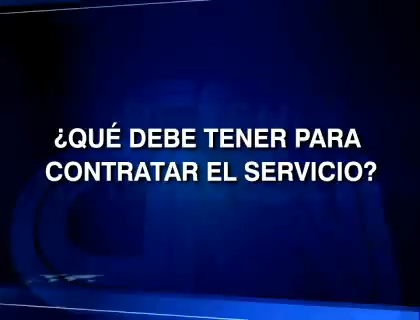 ¿QUÉ DEBE TENER PARA
CONTRATAR EL SERVICIO?